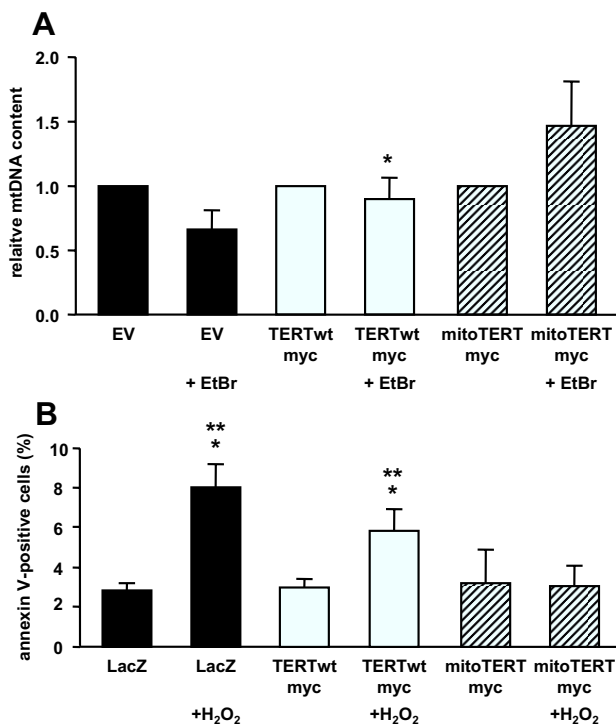 A
relaitve mtDNA content
2.0
1.5
1.0
0.5
0.0
*
EV EV TERTwt TERTwt mitoTERT mitoTERT
myc myc myc myc
+ EtBr + EtBr + EtBr
B
annexin V-positive cells (%)
10
8
6
4
2
0
**
*
**
*
LacZ LacZ TERTwt TERTwt mitoTERT mitoTERT
myc myc myc myc
+H₂O₂ +H₂O₂ +H₂O₂